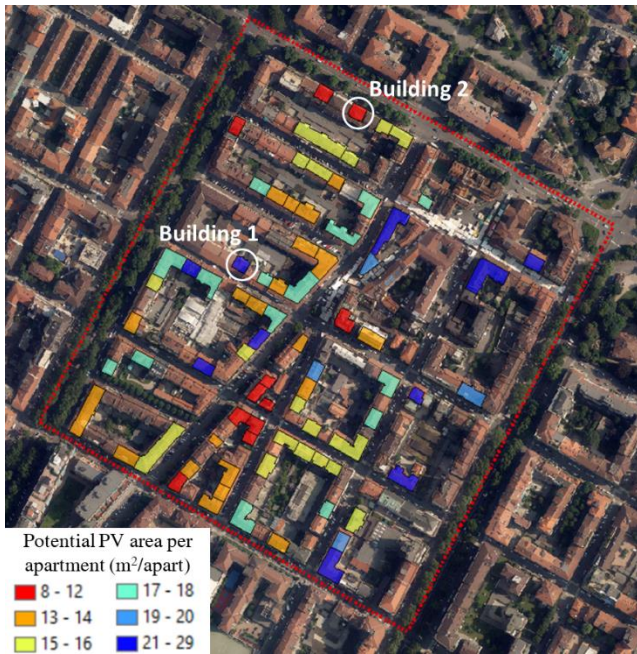 Building 2
Building 1
Potential PV area per
apartment (m²/apart)
8 - 12
17 - 18
13 - 14
19 - 20
15 - 16
21 - 29